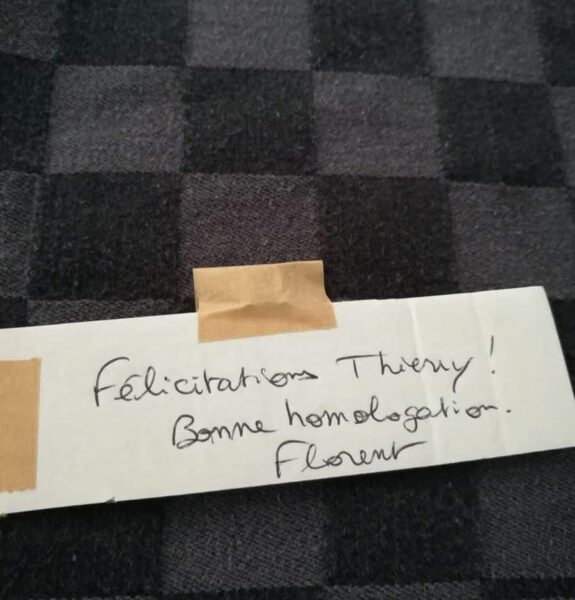 Félicitations Thierry !
Bonne homologation.
Florent